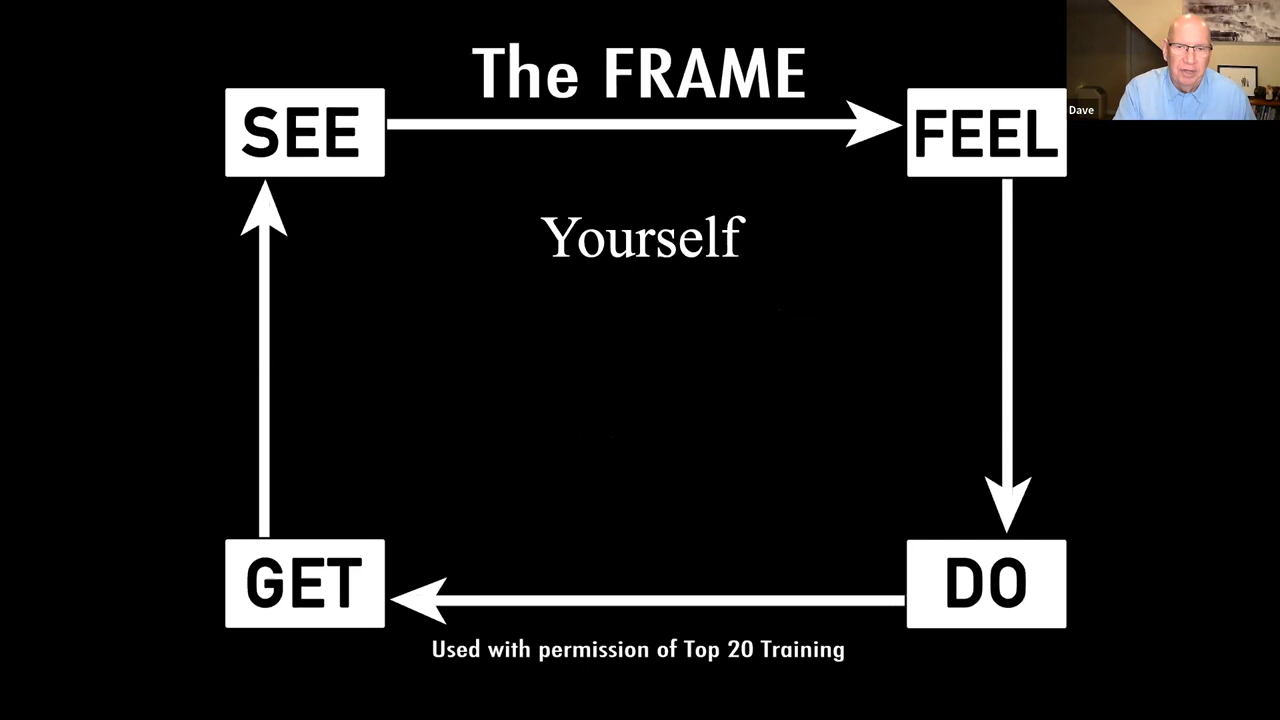 The FRAME
SEE
FEEL
Dave
Yourself
GET
DO
Used with permission of Top 20 Training